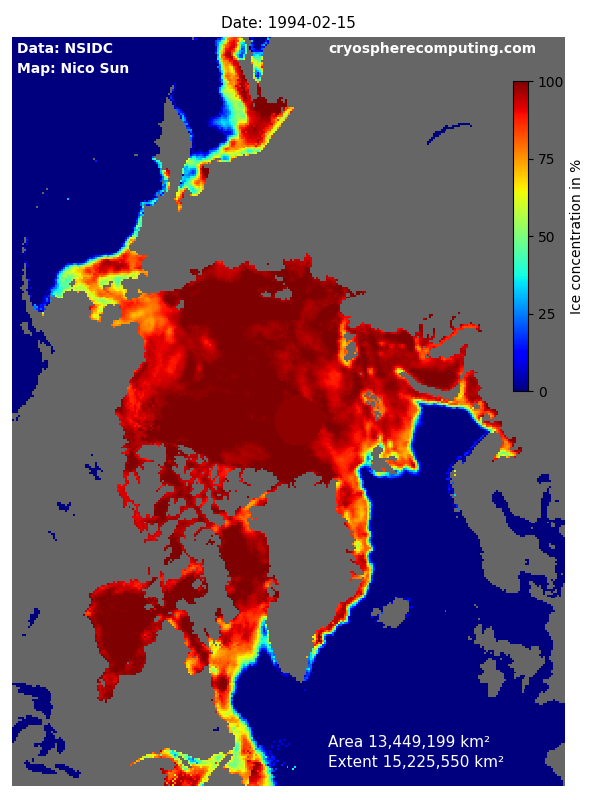 Date: 1994-02-15
Data: NSIDC
Map: Nico Sun
cryospherecomputing.com
100
75
50
25
0
Ice concentration in %
Area 13,449,199 km²
Extent 15,225,550 km²